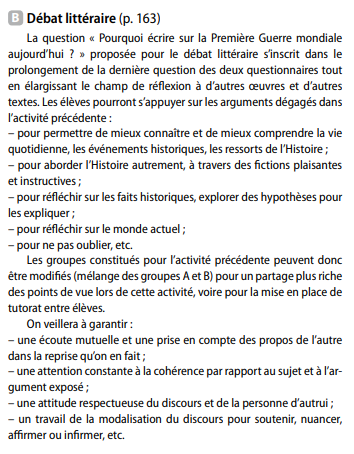 B Débat littéraire (p. 163)
La question « Pourquoi écrire sur la Première Guerre mondiale
aujourd'hui ? » proposée pour le débat littéraire s'inscrit dans le
prolongement de la dernière question des deux questionnaires tout
en élargissant le champ de réflexion à d'autres œuvres et d'autres
textes. Les élèves pourront s'appuyer sur les arguments dégagés dans
l'activité précédente :
– pour permettre de mieux connaître et de mieux comprendre la vie
quotidienne, les événements historiques, les ressorts de l'Histoire ;
– pour aborder l'Histoire autrement, à travers des fictions plaisantes
et instructives ;
– pour réfléchir sur les faits historiques, explorer des hypothèses pour
les expliquer ;
– pour réfléchir sur le monde actuel ;
– pour ne pas oublier, etc.
Les groupes constitués pour l'activité précédente peuvent donc
être modifiés (mélange des groupes A et B) pour un partage plus riche
des points de vue lors de cette activité, voire pour la mise en place de
tutorat entre élèves.
On veillera à garantir :
– une écoute mutuelle et une prise en compte des propos de l'autre
dans la reprise qu'on en fait ;
– une attention constante à la cohérence par rapport au sujet et à l'ar-
gument exposé ;
– une attitude respectueuse du discours et de la personne d'autrui ;
– un travail de la modalisation du discours pour soutenir, nuancer,
affirmer ou infirmer, etc.